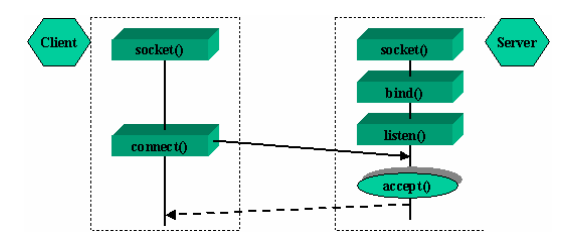 Client
socket()
socket()
Server
bind()
listen()
connect()
accept()